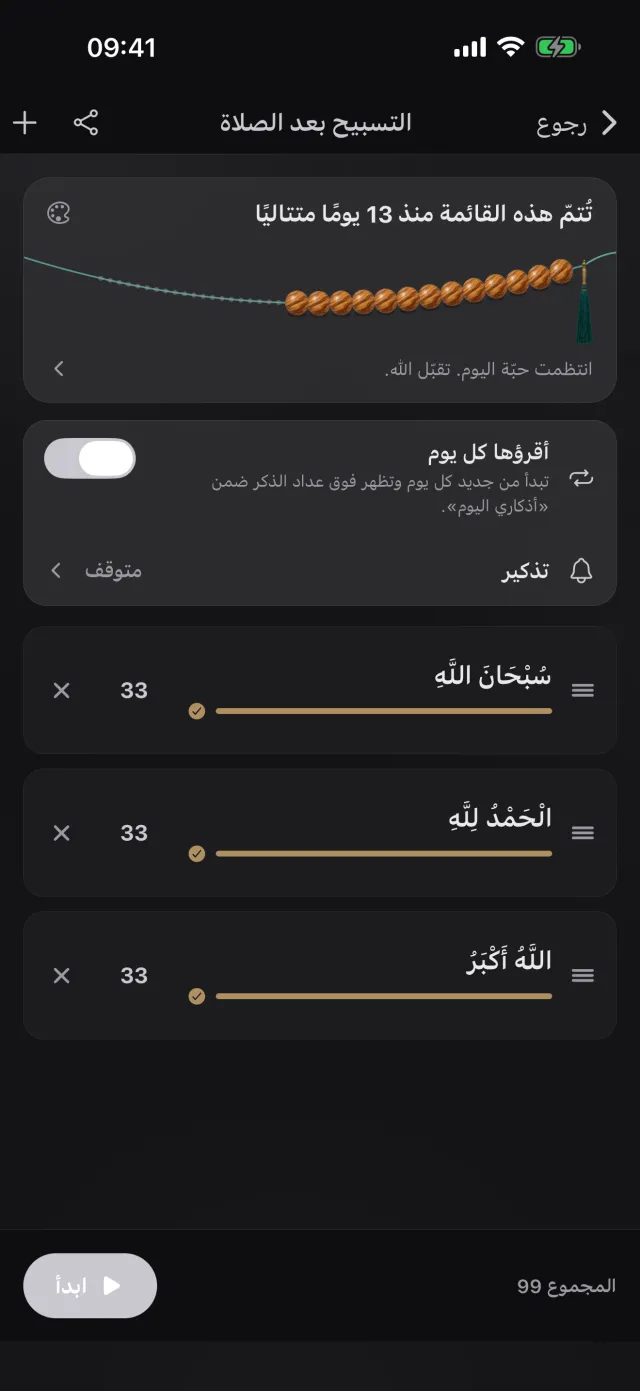 09:41
رجوع
التسبيح بعد الصلاة
تُتمّ هذه القائمة منذ 13 يومًا متتاليًا
انتظمت حبّة اليوم. تقبّل الله.
أقرؤها كل يوم
تبدأ من جديد كل يوم وتظهر فوق عداد الذكر ضمن
«أذكاري اليوم».
تذكير
متوقف
سُبْحَانَ اللَّهِ
33
الْحَمْدُ لِلَّهِ
33
اللَّهُ أَكْبَرُ
33
المجموع 99
ابدأ